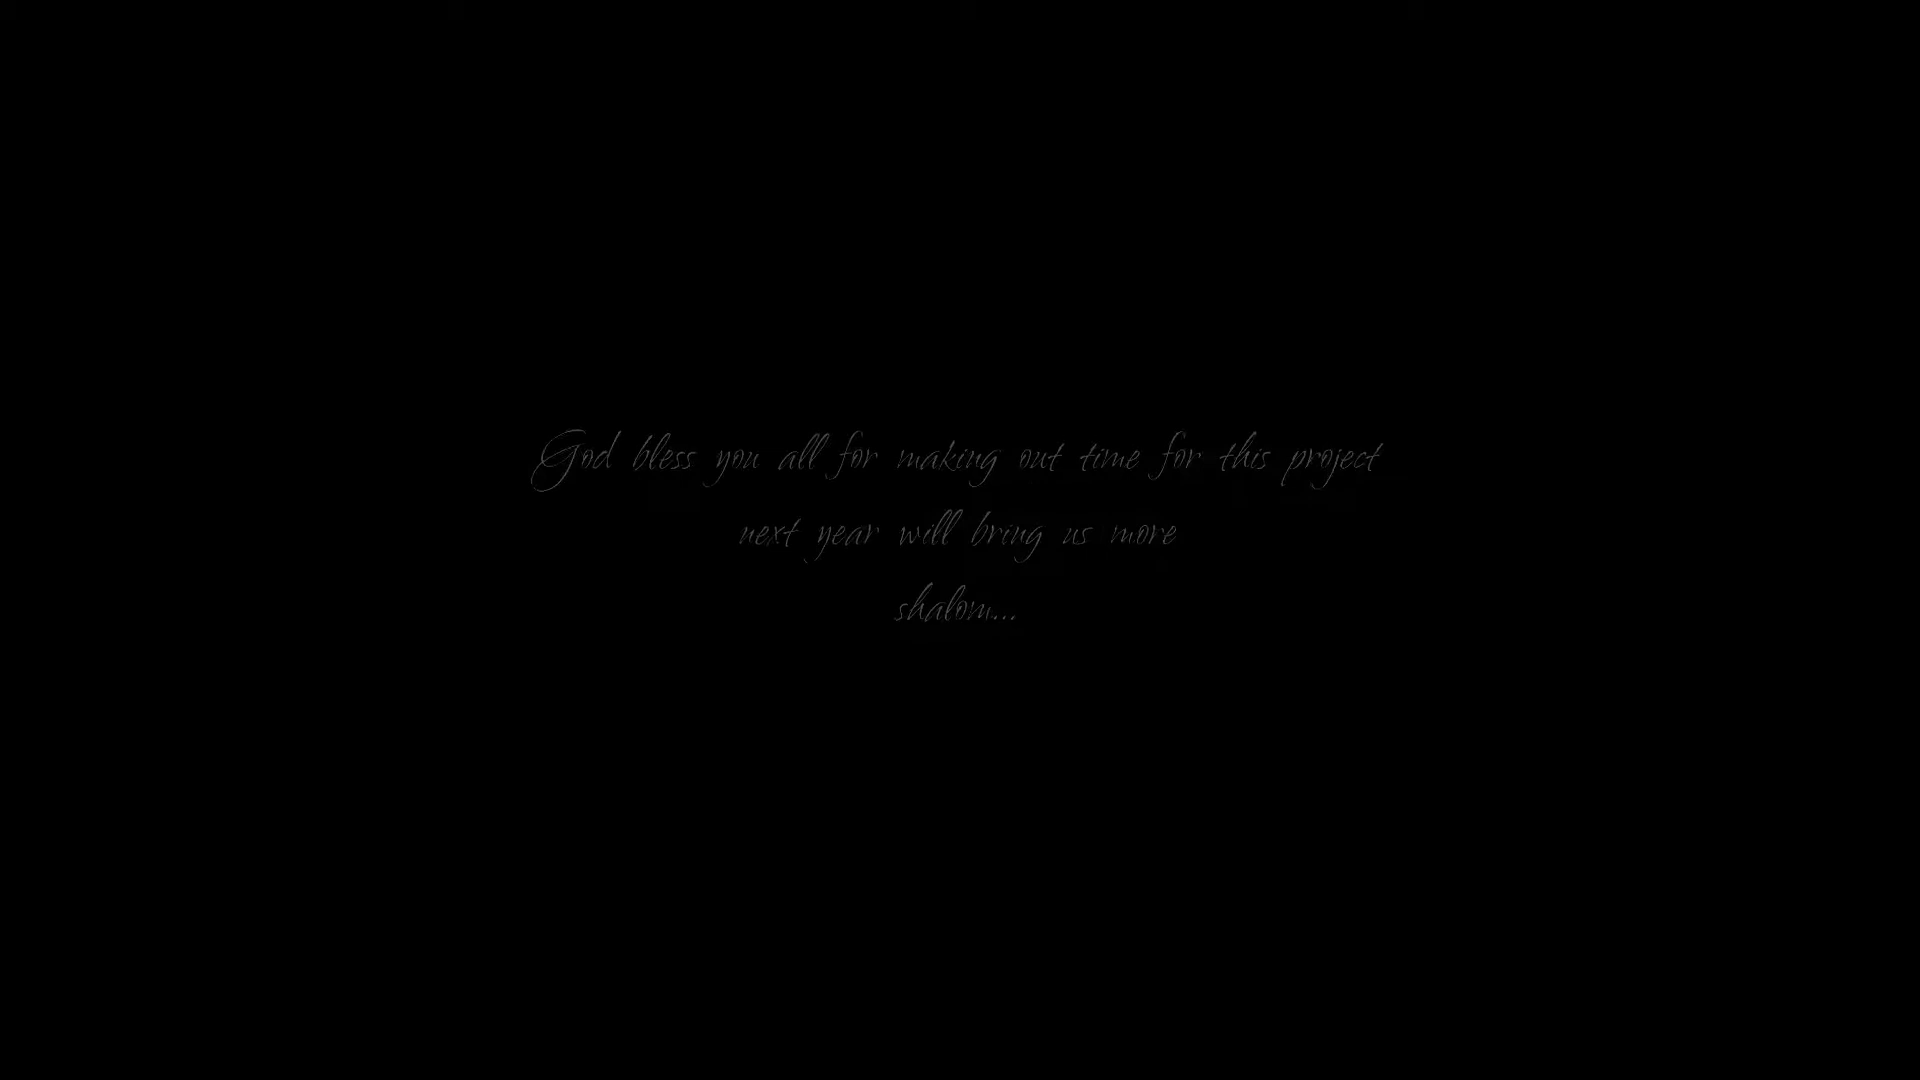 God bless you all for making out time for this project
next year will bring us more
shalom...